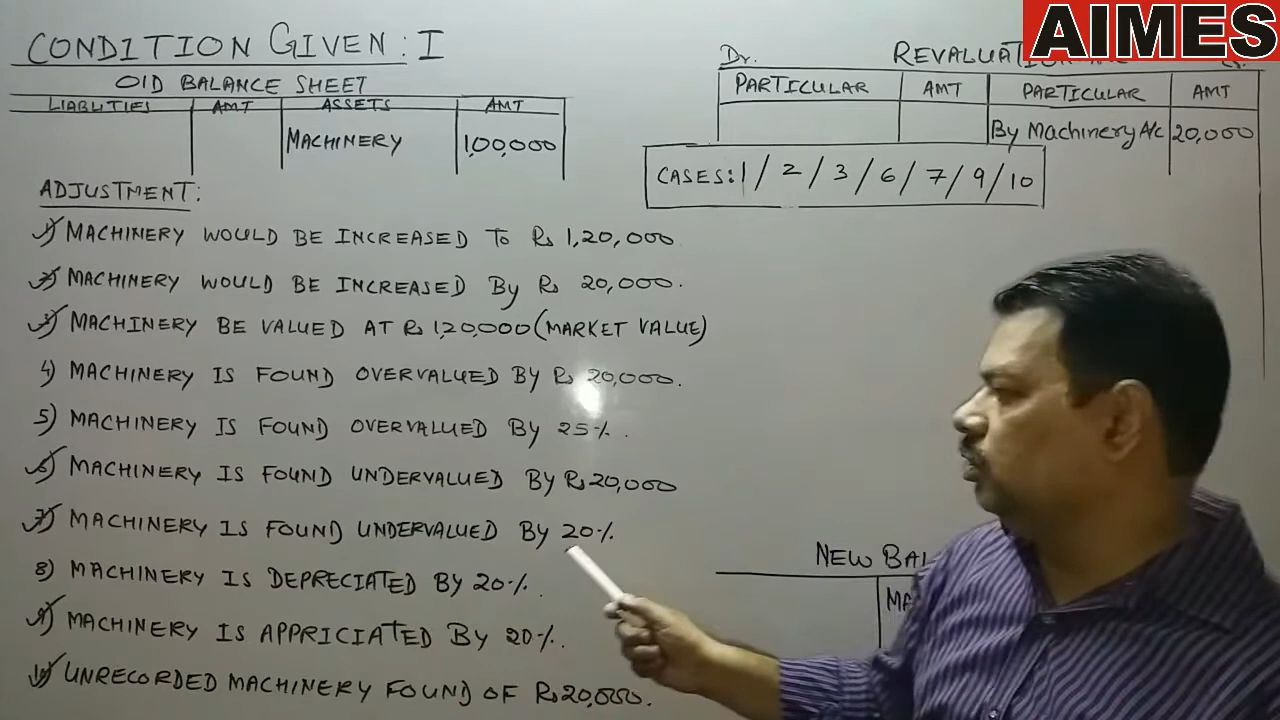 AIMES
CONDITION GIVEN: I
OLD BALANCE SHEET
LIABLITIES AMT ASSETS AMT
MACHINERY 1,00,000
Dr. REVALUATION
PARTICULAR AMT PARTICULAR AMT
By Machinery A/c 20,000
CASES: 1 / 2 / 3 / 6 / 7 / 9 / 10
ADJUSTMENT:
1) MACHINERY WOULD BE INCREASED TO Rs 1,20,000
2) MACHINERY WOULD BE INCREASED By Rs 20,000.
3) MACHINERY BE VALUED AT Rs 1,20,000 (MARKET VALUE)
4) MACHINERY IS FOUND OVERVALUED BY Rs 20,000.
5) MACHINERY IS FOUND OVERVALUED BY 25%.
6) MACHINERY IS FOUND UNDERVALUED BY Rs 20,000
7) MACHINERY IS FOUND UNDERVALUED BY 20%.
8) MACHINERY IS DEPRECIATED BY 20%.
9) MACHINERY IS APPRICIATED BY 20%.
10) UNRECORDED MACHINERY FOUND OF Rs 20,000.
NEW BAL
MA